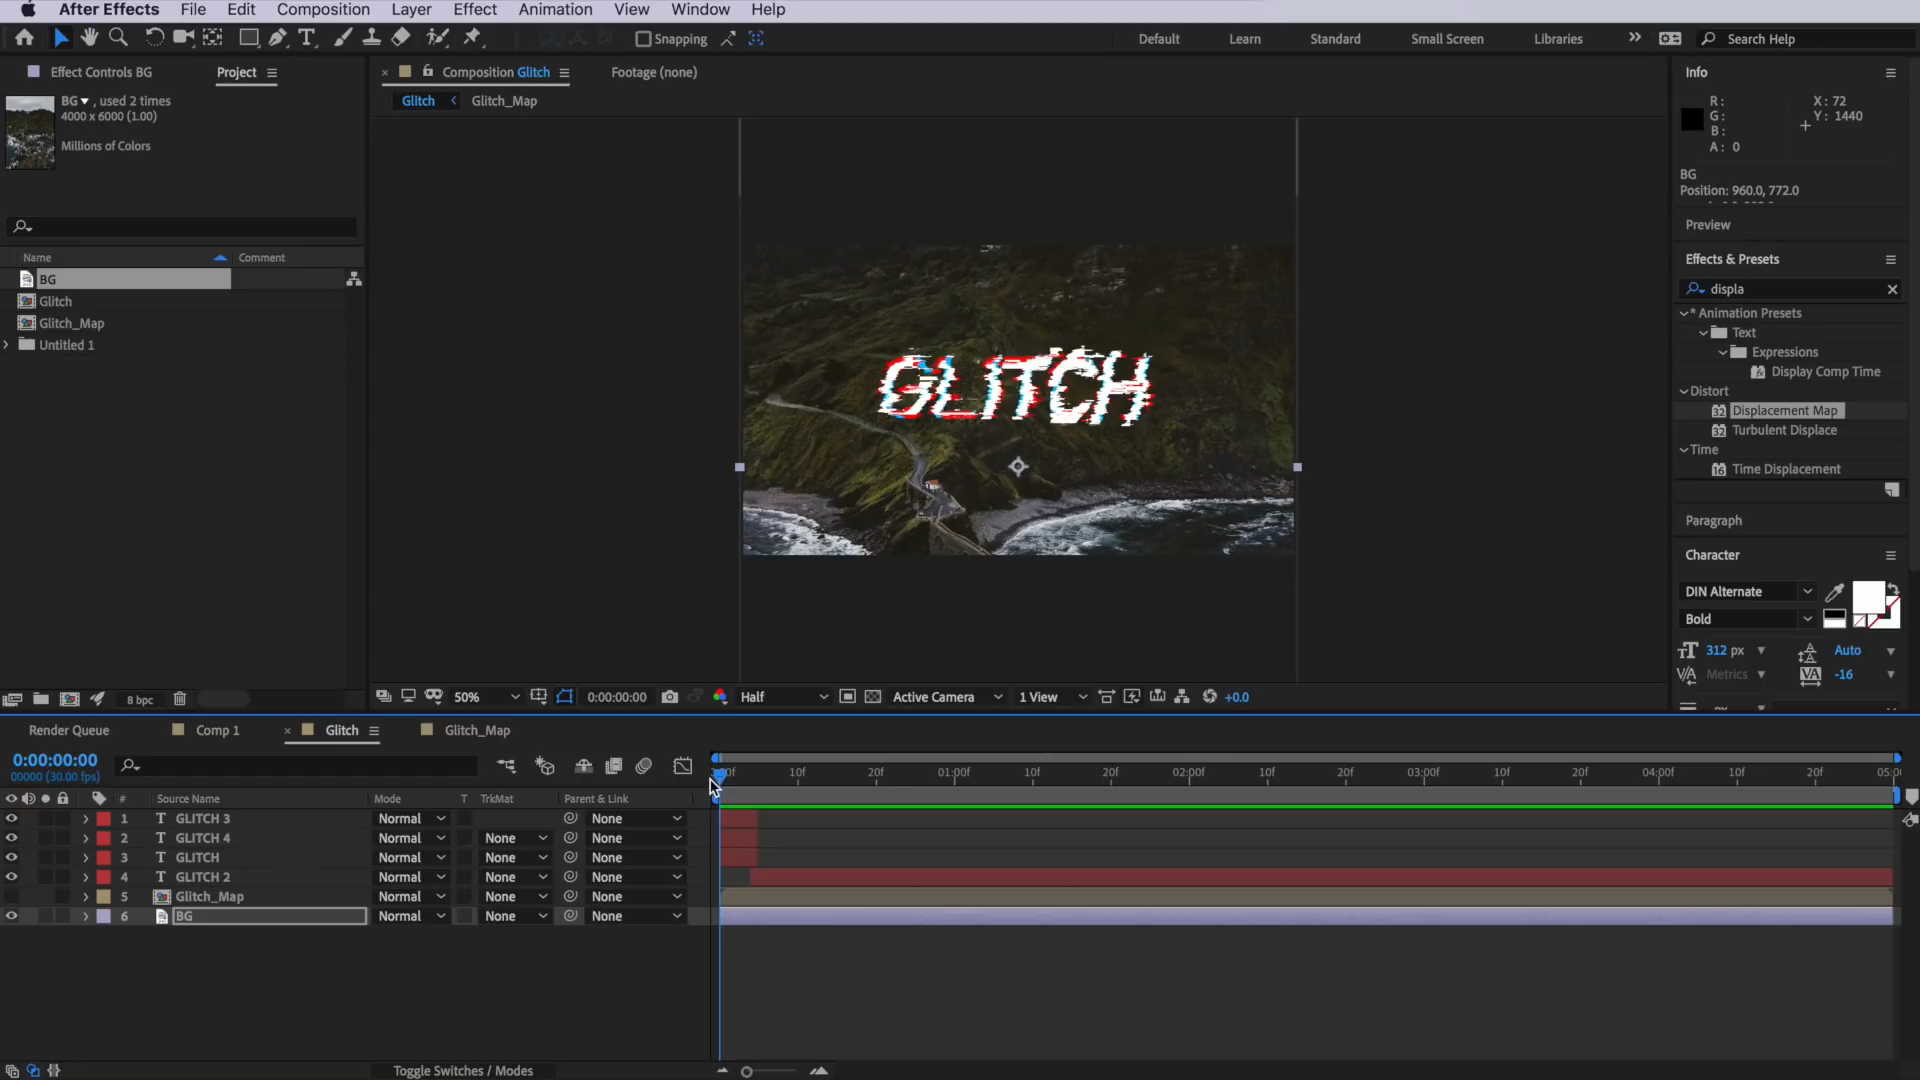 After Effects File Edit Composition Layer Effect Animation View Window Help
Snapping Default Learn Standard Small Screen Libraries Search Help
Effect Controls BG Project
BG , used 2 times
4000 x 6000 (1.00)
Millions of Colors
Name Comment
BG
Glitch
Glitch_Map
Untitled 1
8 bpc
Composition Glitch Footage (none)
Glitch Glitch_Map
GLITCH
50% 0:00:00:00 Half Active Camera 1 View +0.0
Info
R: X: 72
G: Y: 1440
B:
A: 0
BG
Position: 960.0, 772.0
Preview
Effects & Presets
displa
* Animation Presets
Text
Expressions
Display Comp Time
Distort
32 Displacement Map
32 Turbulent Displace
Time
16 Time Displacement
Paragraph
Character
DIN Alternate
Bold
312 px Auto
Metrics -16
px
Render Queue Comp 1 Glitch Glitch_Map
0:00:00:00
00000 (30.00 fps)
10f 20f 01:00f 10f 20f 02:00f 10f 20f 03:00f 10f 20f 04:00f 10f 20f
# Source Name Mode T TrkMat Parent & Link
1 T GLITCH 3 Normal None
2 T GLITCH 4 Normal None None
3 T GLITCH Normal None None
4 T GLITCH 2 Normal None None
5 Glitch_Map Normal None None
6 BG Normal None None
Toggle Switches / Modes